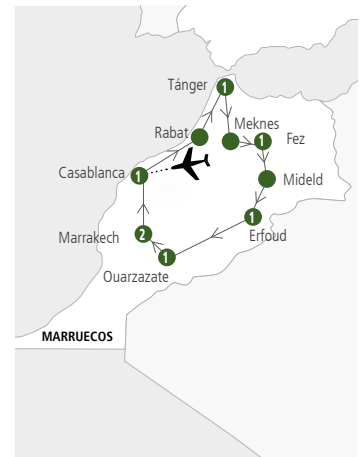 Tánger
1
Meknes
Rabat
1
Fez
Casablanca
1
Mideld
Marrakech
2
1
Erfoud
1
Ouarzazate
MARRUECOS